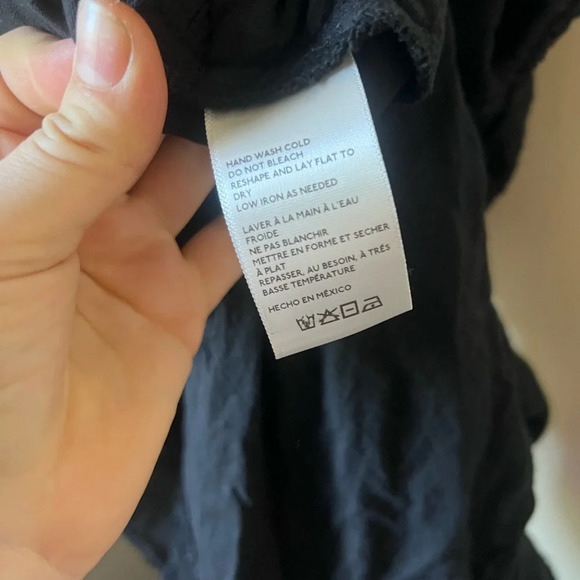 HAND WASH COLD
DO NOT BLEACH
RESHAPE AND LAY FLAT TO
DRY
LOW IRON AS NEEDED
LAVER À LA MAIN À L'EAU
FROIDE
NE PAS BLANCHIR
METTRE EN FORME ET SECHER
À PLAT
REPASSER, AU BESOIN, À TRÉS
BASSE TEMPÉRATURE
HECHO EN MÉXICO